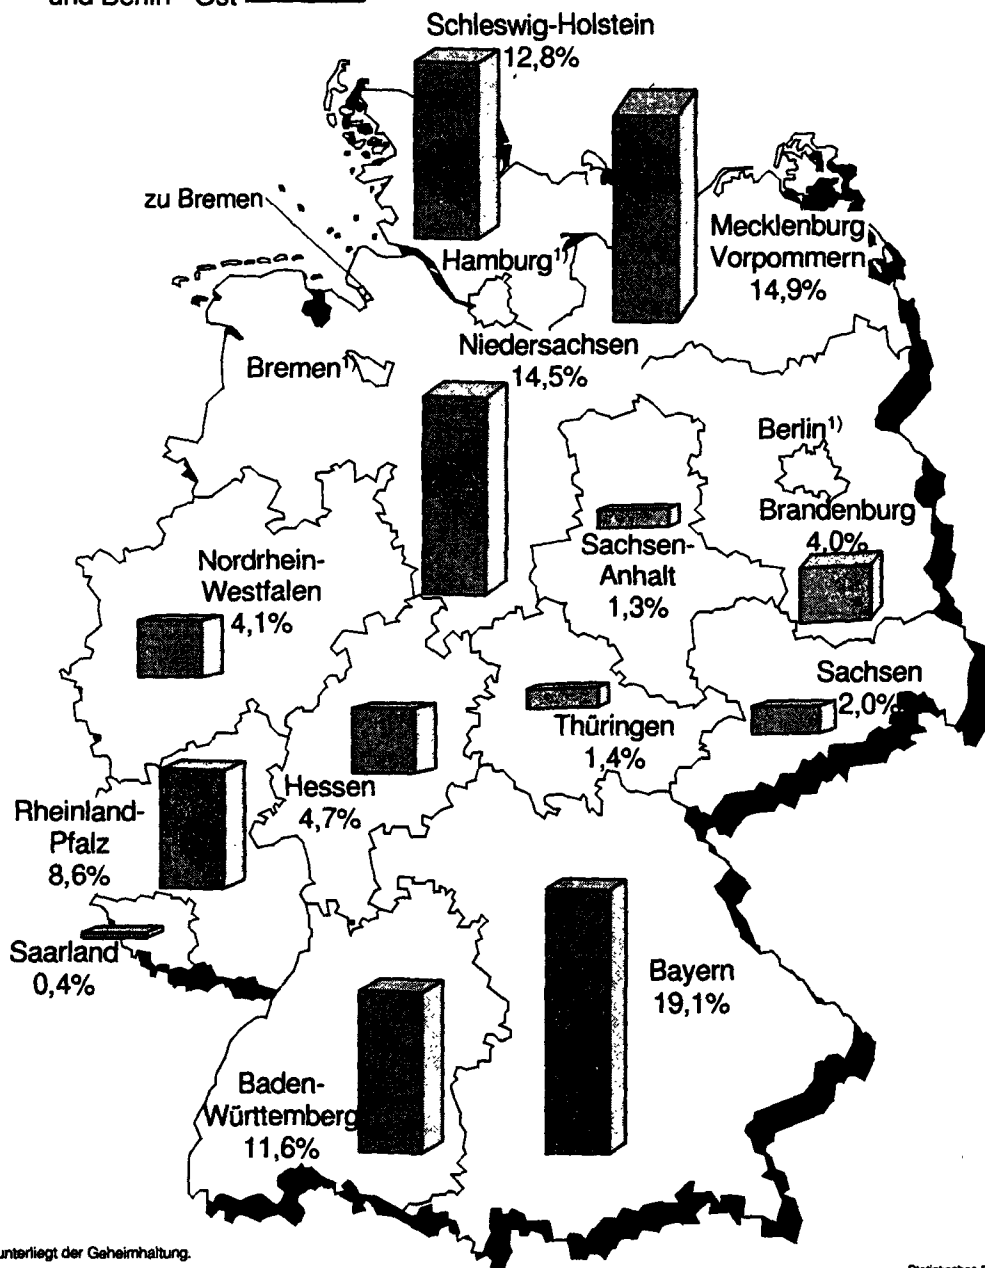 und Berlin - Ost
Schleswig-Holstein
12,8%
zu Bremen
Mecklenburg
Vorpommern
14,9%
Hamburg¹)
Niedersachsen
14,5%
Bremen¹)
Berlin¹)
Brandenburg
4,0%
Sachsen-
Anhalt
1,3%
Nordrhein-
Westfalen
4,1%
Sachsen
2,0%
Thüringen
1,4%
Hessen
4,7%
Rheinland-
Pfalz
8,6%
Saarland
0,4%
Bayern
19,1%
Baden-
Württemberg
11,6%
unterliegt der Geheimhaltung.